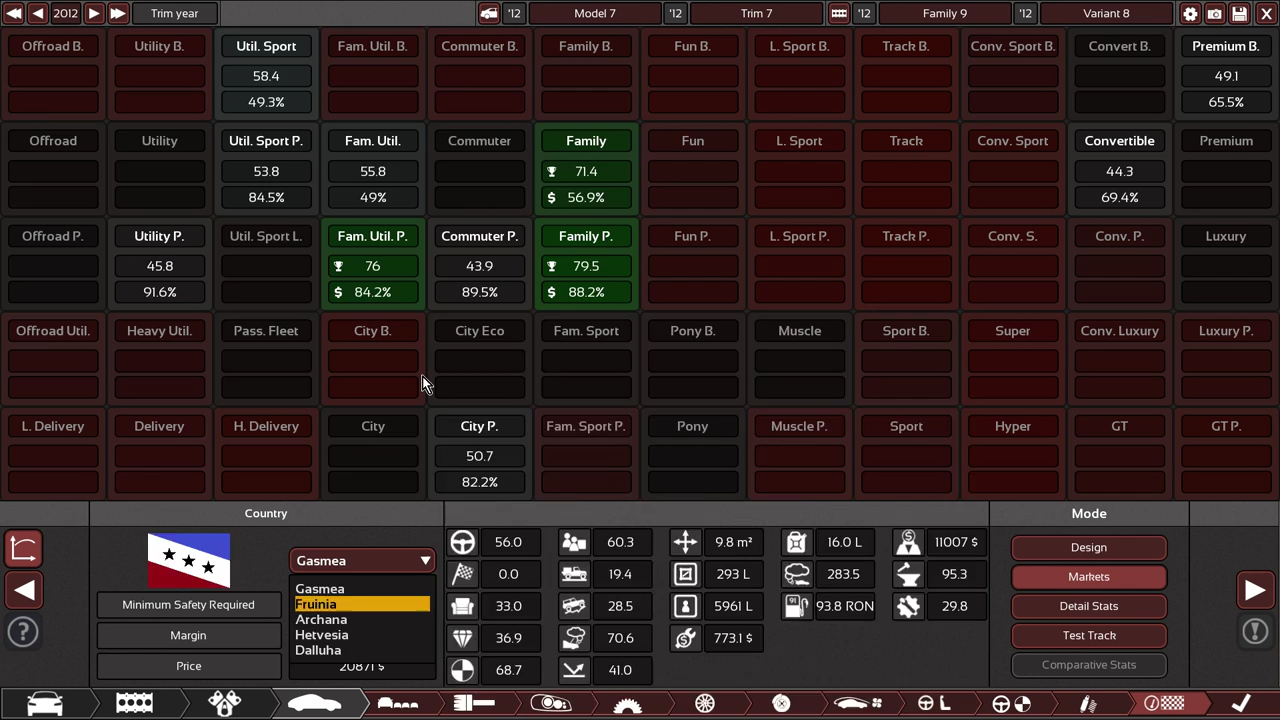 2012 Trim year '12 Model 7 '12 Trim 7 '12 Family 9 '12 Variant 8
Offroad B. Utility B. Util. Sport Fam. Util. B. Commuter B. Family B. Fun B. L. Sport B. Track B. Conv. Sport B. Convert B. Premium B.
58.4 49.1
49.3% 65.5%
Offroad Utility Util. Sport P. Fam. Util. Commuter Family Fun L. Sport Track Conv. Sport Convertible Premium
53.8 55.8 71.4 44.3
84.5% 49% $ 56.9% 69.4%
Offroad P. Utility P. Util. Sport L. Fam. Util. P. Commuter P. Family P. Fun P. L. Sport P. Track P. Conv. S. Conv. P. Luxury
45.8 76 43.9 79.5
91.6% $ 84.2% 89.5% $ 88.2%
Offroad Util. Heavy Util. Pass. Fleet City B. City Eco Fam. Sport Pony B. Muscle Sport B. Super Conv. Luxury Luxury P.
L. Delivery Delivery H. Delivery City City P. Fam. Sport P. Pony Muscle P. Sport Hyper GT GT P.
50.7
82.2%
Country Mode
56.0 60.3 9.8 m² 16.0 L 11007 $ Design
Gasmea
0.0 19.4 293 L 283.5 95.3 Markets
Gasmea
Minimum Safety Required Fruinia 33.0 28.5 5961 L 91 93.8 RON 29.8 Detail Stats
Archana
Margin Hetvesia 36.9 70.6 773.1 $ Test Track
Dalluha
Price 20871 $ 68.7 41.0 Comparative Stats